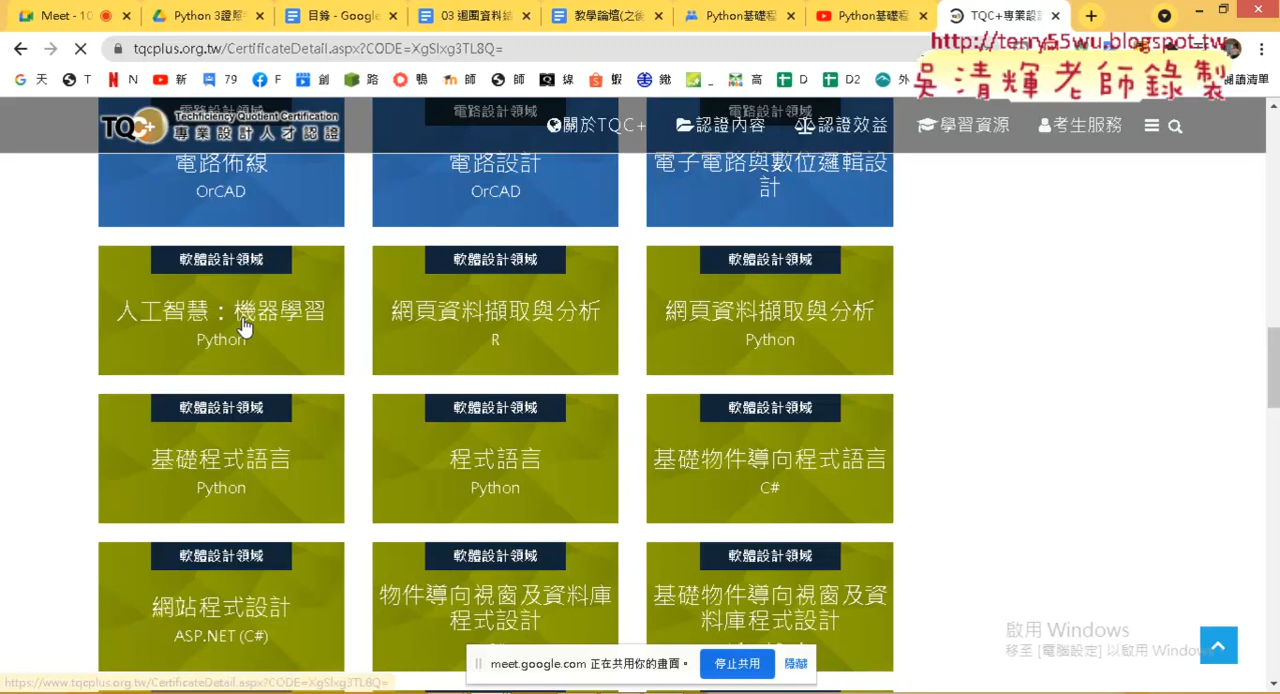 Meet - 10
Python 3證照
目錄 - Google
03 迴圈資料結
教學論壇(之後
Python基礎程
Python基礎程
TQC+專業設
tqcplus.org.tw/CertificateDetail.aspx?CODE=XgSlxg3TL8Q=
http://terry55wu.blogspot.tw
吳清輝老師錄製
G 天
T
N
新
79
F
創
路
鴨
師
師
線
蝦
鐵
_
高
D
D2
外
閱讀清單
TQC+
Techficiency Quotient Certification
專業設計人才認證
關於TQC+
認證內容
認證效益
學習資源
考生服務
電路設計領域
電路佈線
OrCAD
電路設計領域
電路設計
OrCAD
電路設計領域
電子電路與數位邏輯設
計
軟體設計領域
人工智慧:機器學習
Python
軟體設計領域
網頁資料擷取與分析
R
軟體設計領域
網頁資料擷取與分析
Python
軟體設計領域
基礎程式語言
Python
軟體設計領域
程式語言
Python
軟體設計領域
基礎物件導向程式語言
C#
軟體設計領域
網站程式設計
ASP.NET (C#)
軟體設計領域
物件導向視窗及資料庫
程式設計
軟體設計領域
基礎物件導向視窗及資
料庫程式設計
meet.google.com 正在共用你的畫面。
停止共用
隱藏
啟用 Windows
移至 [電腦設定] 以啟用 Windows
https://www.tqcplus.org.tw/CertificateDetail.aspx?CODE=XgSlxg3TL8Q=